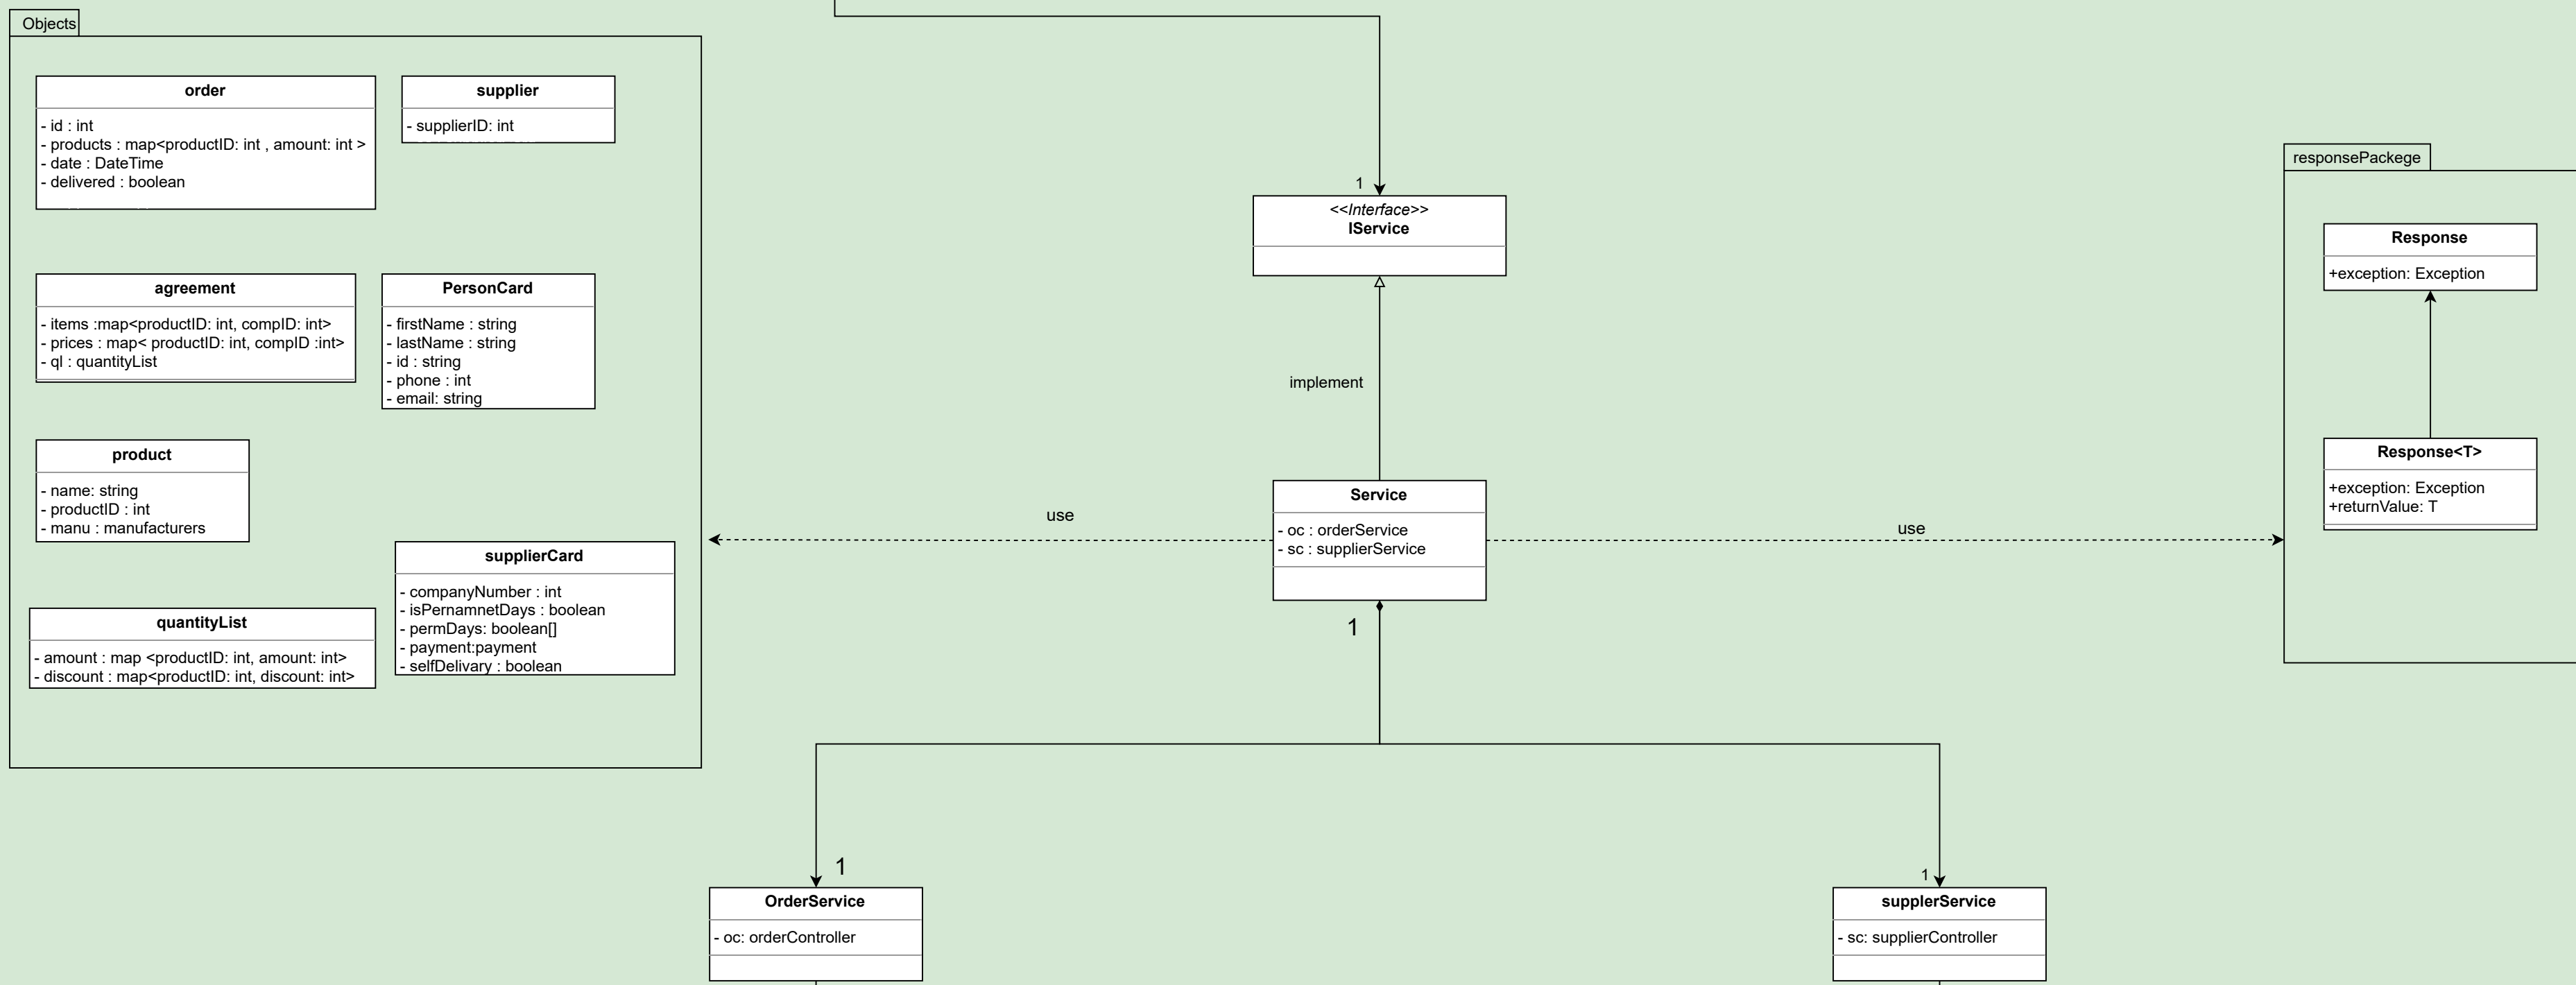 Objects
order
- id : int
- products : map<productID: int , amount: int >
- date : DateTime
- delivered : boolean
supplier
- supplierID: int
agreement
- items :map<productID: int, compID: int>
- prices : map< productID: int, compID :int>
- ql : quantityList
PersonCard
- firstName : string
- lastName : string
- id : string
- phone : int
- email: string
product
- name: string
- productID : int
- manu : manufacturers
supplierCard
- companyNumber : int
- isPernamnetDays : boolean
- permDays: boolean[]
- payment:payment
- selfDelivary : boolean
quantityList
- amount : map <productID: int, amount: int>
- discount : map<productID: int, discount: int>
1
<<Interface>>
IService
implement
Service
- oc : orderService
- sc : supplierService
use
use
1
responsePackege
Response
+exception: Exception
Response<T>
+exception: Exception
+returnValue: T
1
OrderService
- oc: orderController
1
supplerService
- sc: supplierController